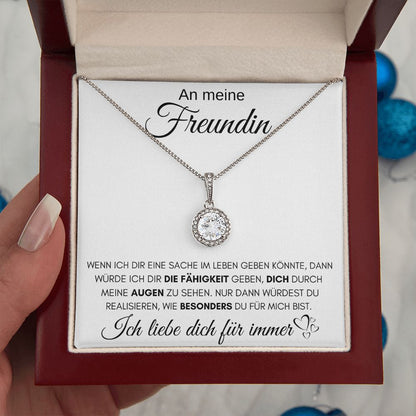 An meine
Freundin
WENN ICH DIR EINE SACHE IM LEBEN GEBEN KÖNNTE, DANN
WÜRDE ICH DIR DIE FÄHIGKEIT GEBEN, DICH DURCH
MEINE AUGEN ZU SEHEN. NUR DANN WÜRDEST DU
REALISIEREN, WIE BESONDERS DU FÜR MICH BIST.
Ich liebe dich für immer